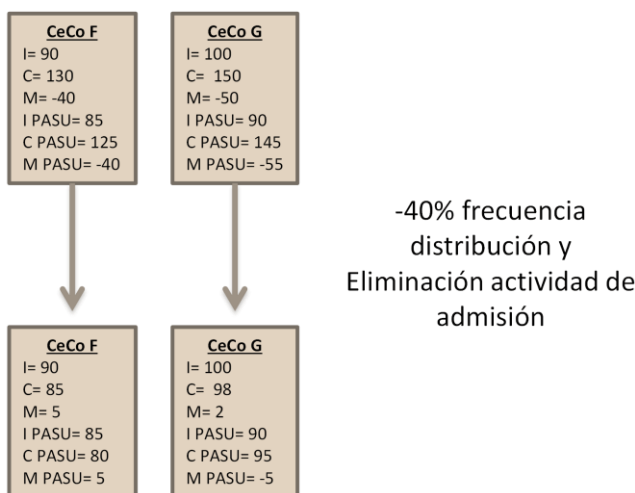 CeCo F
I= 90
C= 130
M= -40
I PASU= 85
C PASU= 125
M PASU= -40
CeCo G
I= 100
C=  150
M= -50
I PASU= 90
C PASU= 145
M PASU= -55
-40% frecuencia
distribución y
Eliminación actividad de
admisión
CeCo F
I= 90
C= 85
M= 5
I PASU= 85
C PASU= 80
M PASU= 5
CeCo G
I= 100
C=  98
M= 2
I PASU= 90
C PASU= 95
M PASU= -5